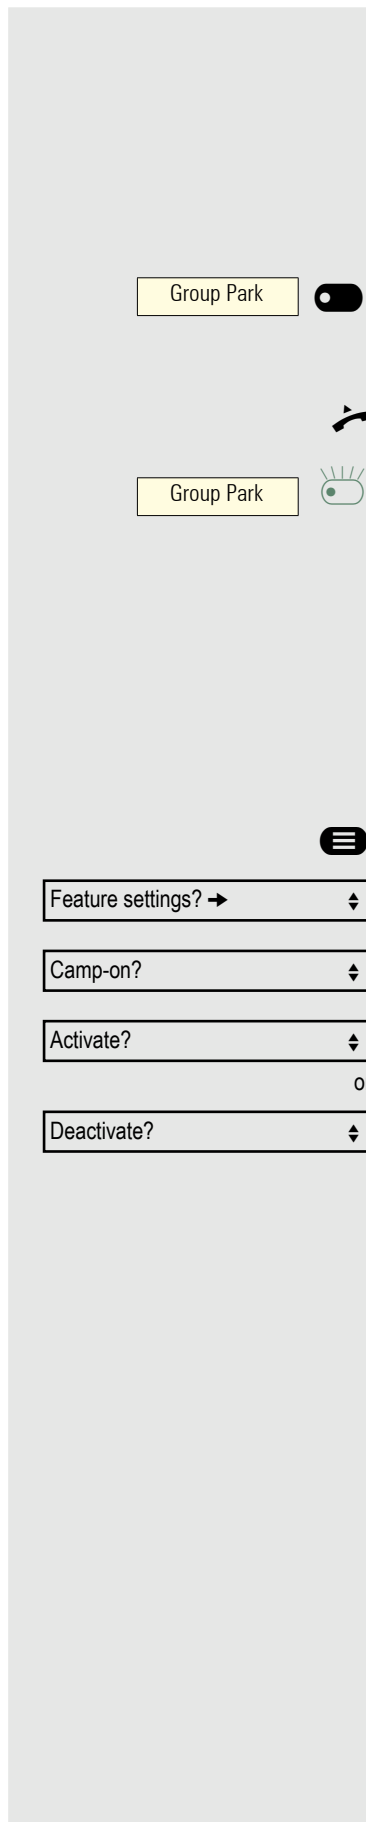 Group Park
Group Park
Feature settings? →
Camp-on?
Activate?
o
Deactivate?